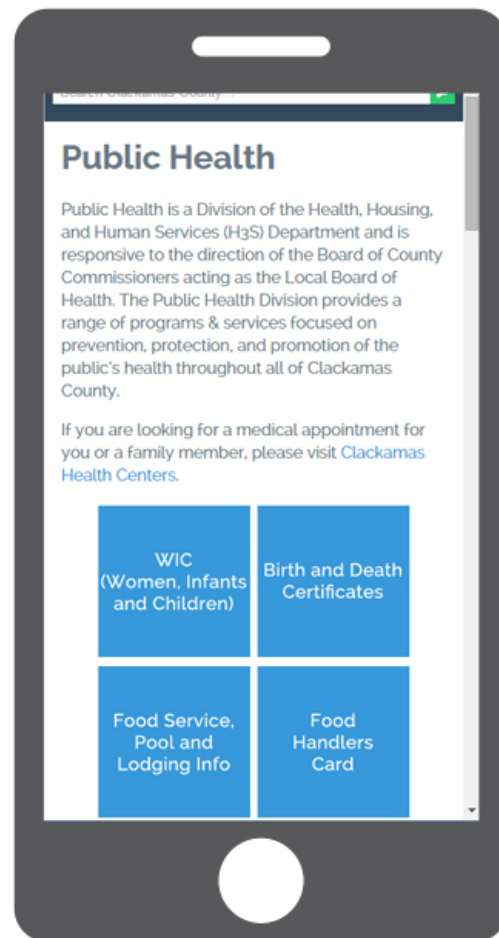 Search Clackamas County...
Public Health
Public Health is a Division of the Health, Housing,
and Human Services (H3S) Department and is
responsive to the direction of the Board of County
Commissioners acting as the Local Board of
Health. The Public Health Division provides a
range of programs & services focused on
prevention, protection, and promotion of the
public's health throughout all of Clackamas
County.
If you are looking for a medical appointment for
you or a family member, please visit Clackamas
Health Centers.
WIC
(Women, Infants
and Children)
Birth and Death
Certificates
Food Service,
Pool and
Lodging Info
Food
Handlers
Card